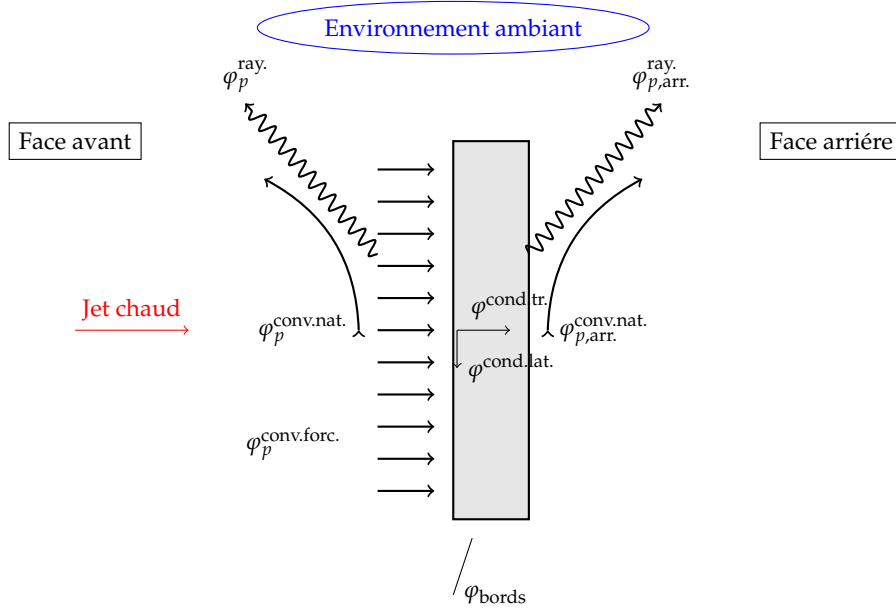 Environnement ambiant
φ_p^ray.
φ_p,arr.^ray.
Face avant
Face arriére
φ^cond.tr.
Jet chaud
φ_p^conv.nat.
φ_p,arr.^conv.nat.
φ^cond.lat.
φ_p^conv.forc.
φ_bords